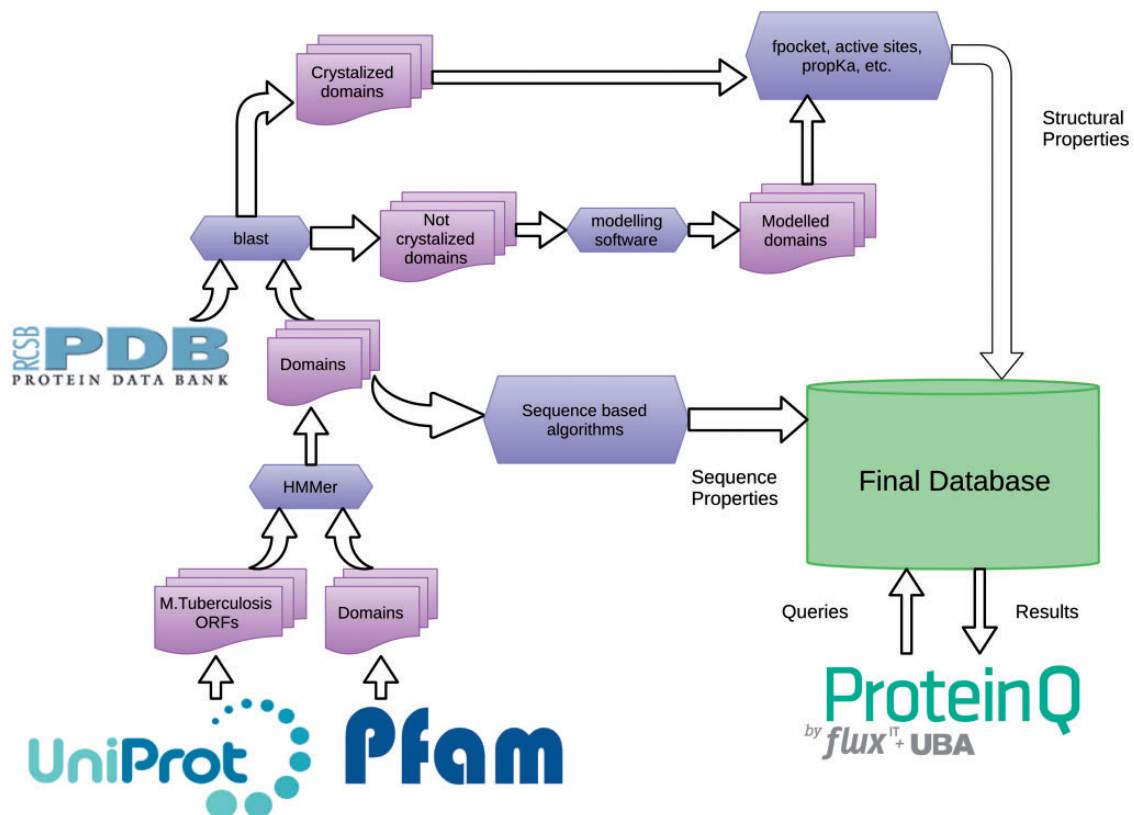 Crystalized
domains
fpocket, active sites,
propKa, etc.
Structural
Properties
blast
Not
crystalized
domains
modelling
software
Modelled
domains
RCSB
PDB
PROTEIN DATA BANK
Domains
Sequence based
algorithms
Sequence
Properties
Final Database
HMMer
M.Tuberculosis
ORFs
Domains
Queries
Results
UniProt
Pfam
ProteinQ
by flux IT + UBA